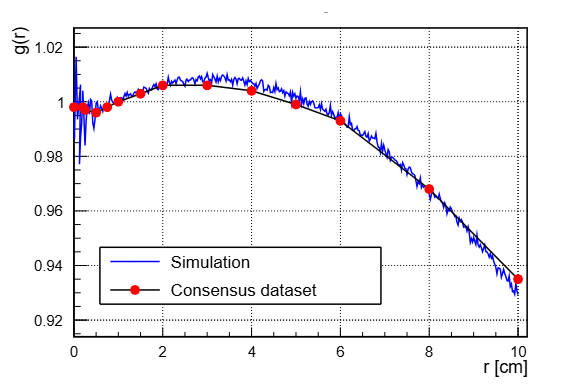 g(r)
1.02
1
0.98
0.96
0.94
0.92
Simulation
Consensus dataset
0 2 4 6 8 10
r [cm]